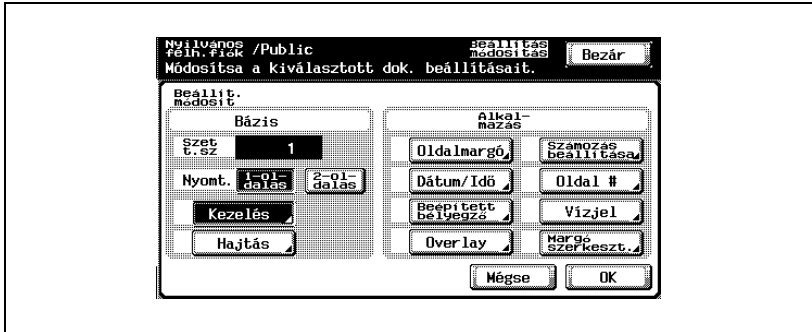 Nyilvános
felh.fiók /Public
Beállítás
módosítás
Bezár
Módosítsa a kiválasztott dok. beállításait.
Beállít.
módosít
Bázis
Alkal-
mazás
Szet
t.sz
1
Oldalmargó
Számozás
beállítása
Nyomt.
1-ol-
dalas
2-ol-
dalas
Dátum/Idő
Oldal #
Kezelés
Beépített
bélyegző
Vízjel
Hajtás
Overlay
Margó
szerkeszt.
Mégse
OK